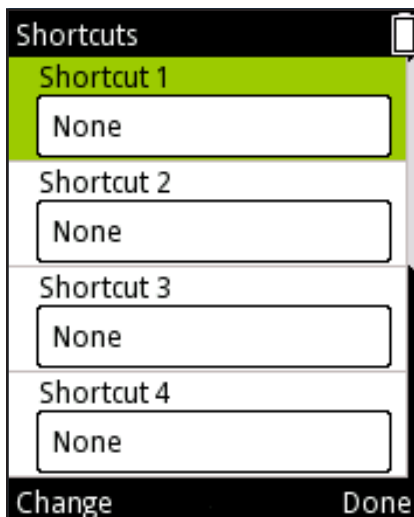 Shortcuts
Shortcut 1
None
Shortcut 2
None
Shortcut 3
None
Shortcut 4
None
Change Done